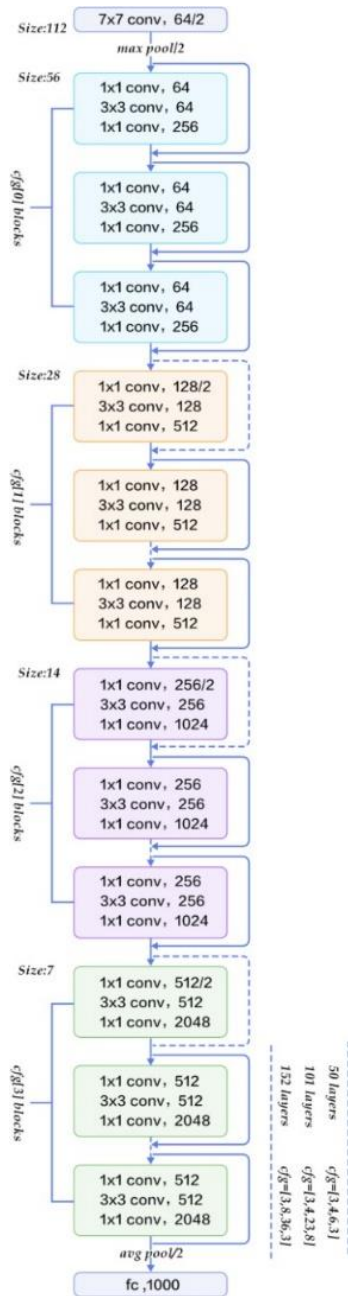 Size:112
7x7 conv, 64/2
max pool/2
Size:56
1x1 conv, 64
3x3 conv, 64
1x1 conv, 256
cfg[0] blocks
1x1 conv, 64
3x3 conv, 64
1x1 conv, 256
1x1 conv, 64
3x3 conv, 64
1x1 conv, 256
Size:28
1x1 conv, 128/2
3x3 conv, 128
1x1 conv, 512
cfg[1] blocks
1x1 conv, 128
3x3 conv, 128
1x1 conv, 512
1x1 conv, 128
3x3 conv, 128
1x1 conv, 512
Size:14
1x1 conv, 256/2
3x3 conv, 256
1x1 conv, 1024
cfg[2] blocks
1x1 conv, 256
3x3 conv, 256
1x1 conv, 1024
1x1 conv, 256
3x3 conv, 256
1x1 conv, 1024
Size:7
1x1 conv, 512/2
3x3 conv, 512
1x1 conv, 2048
cfg[3] blocks
1x1 conv, 512
3x3 conv, 512
1x1 conv, 2048
1x1 conv, 512
3x3 conv, 512
1x1 conv, 2048
50 layers cfg=[3,4,6,3]
101 layers cfg=[3,4,23,8]
152 layers cfg=[3,8,36,3]
avg pool/2
fc ,1000